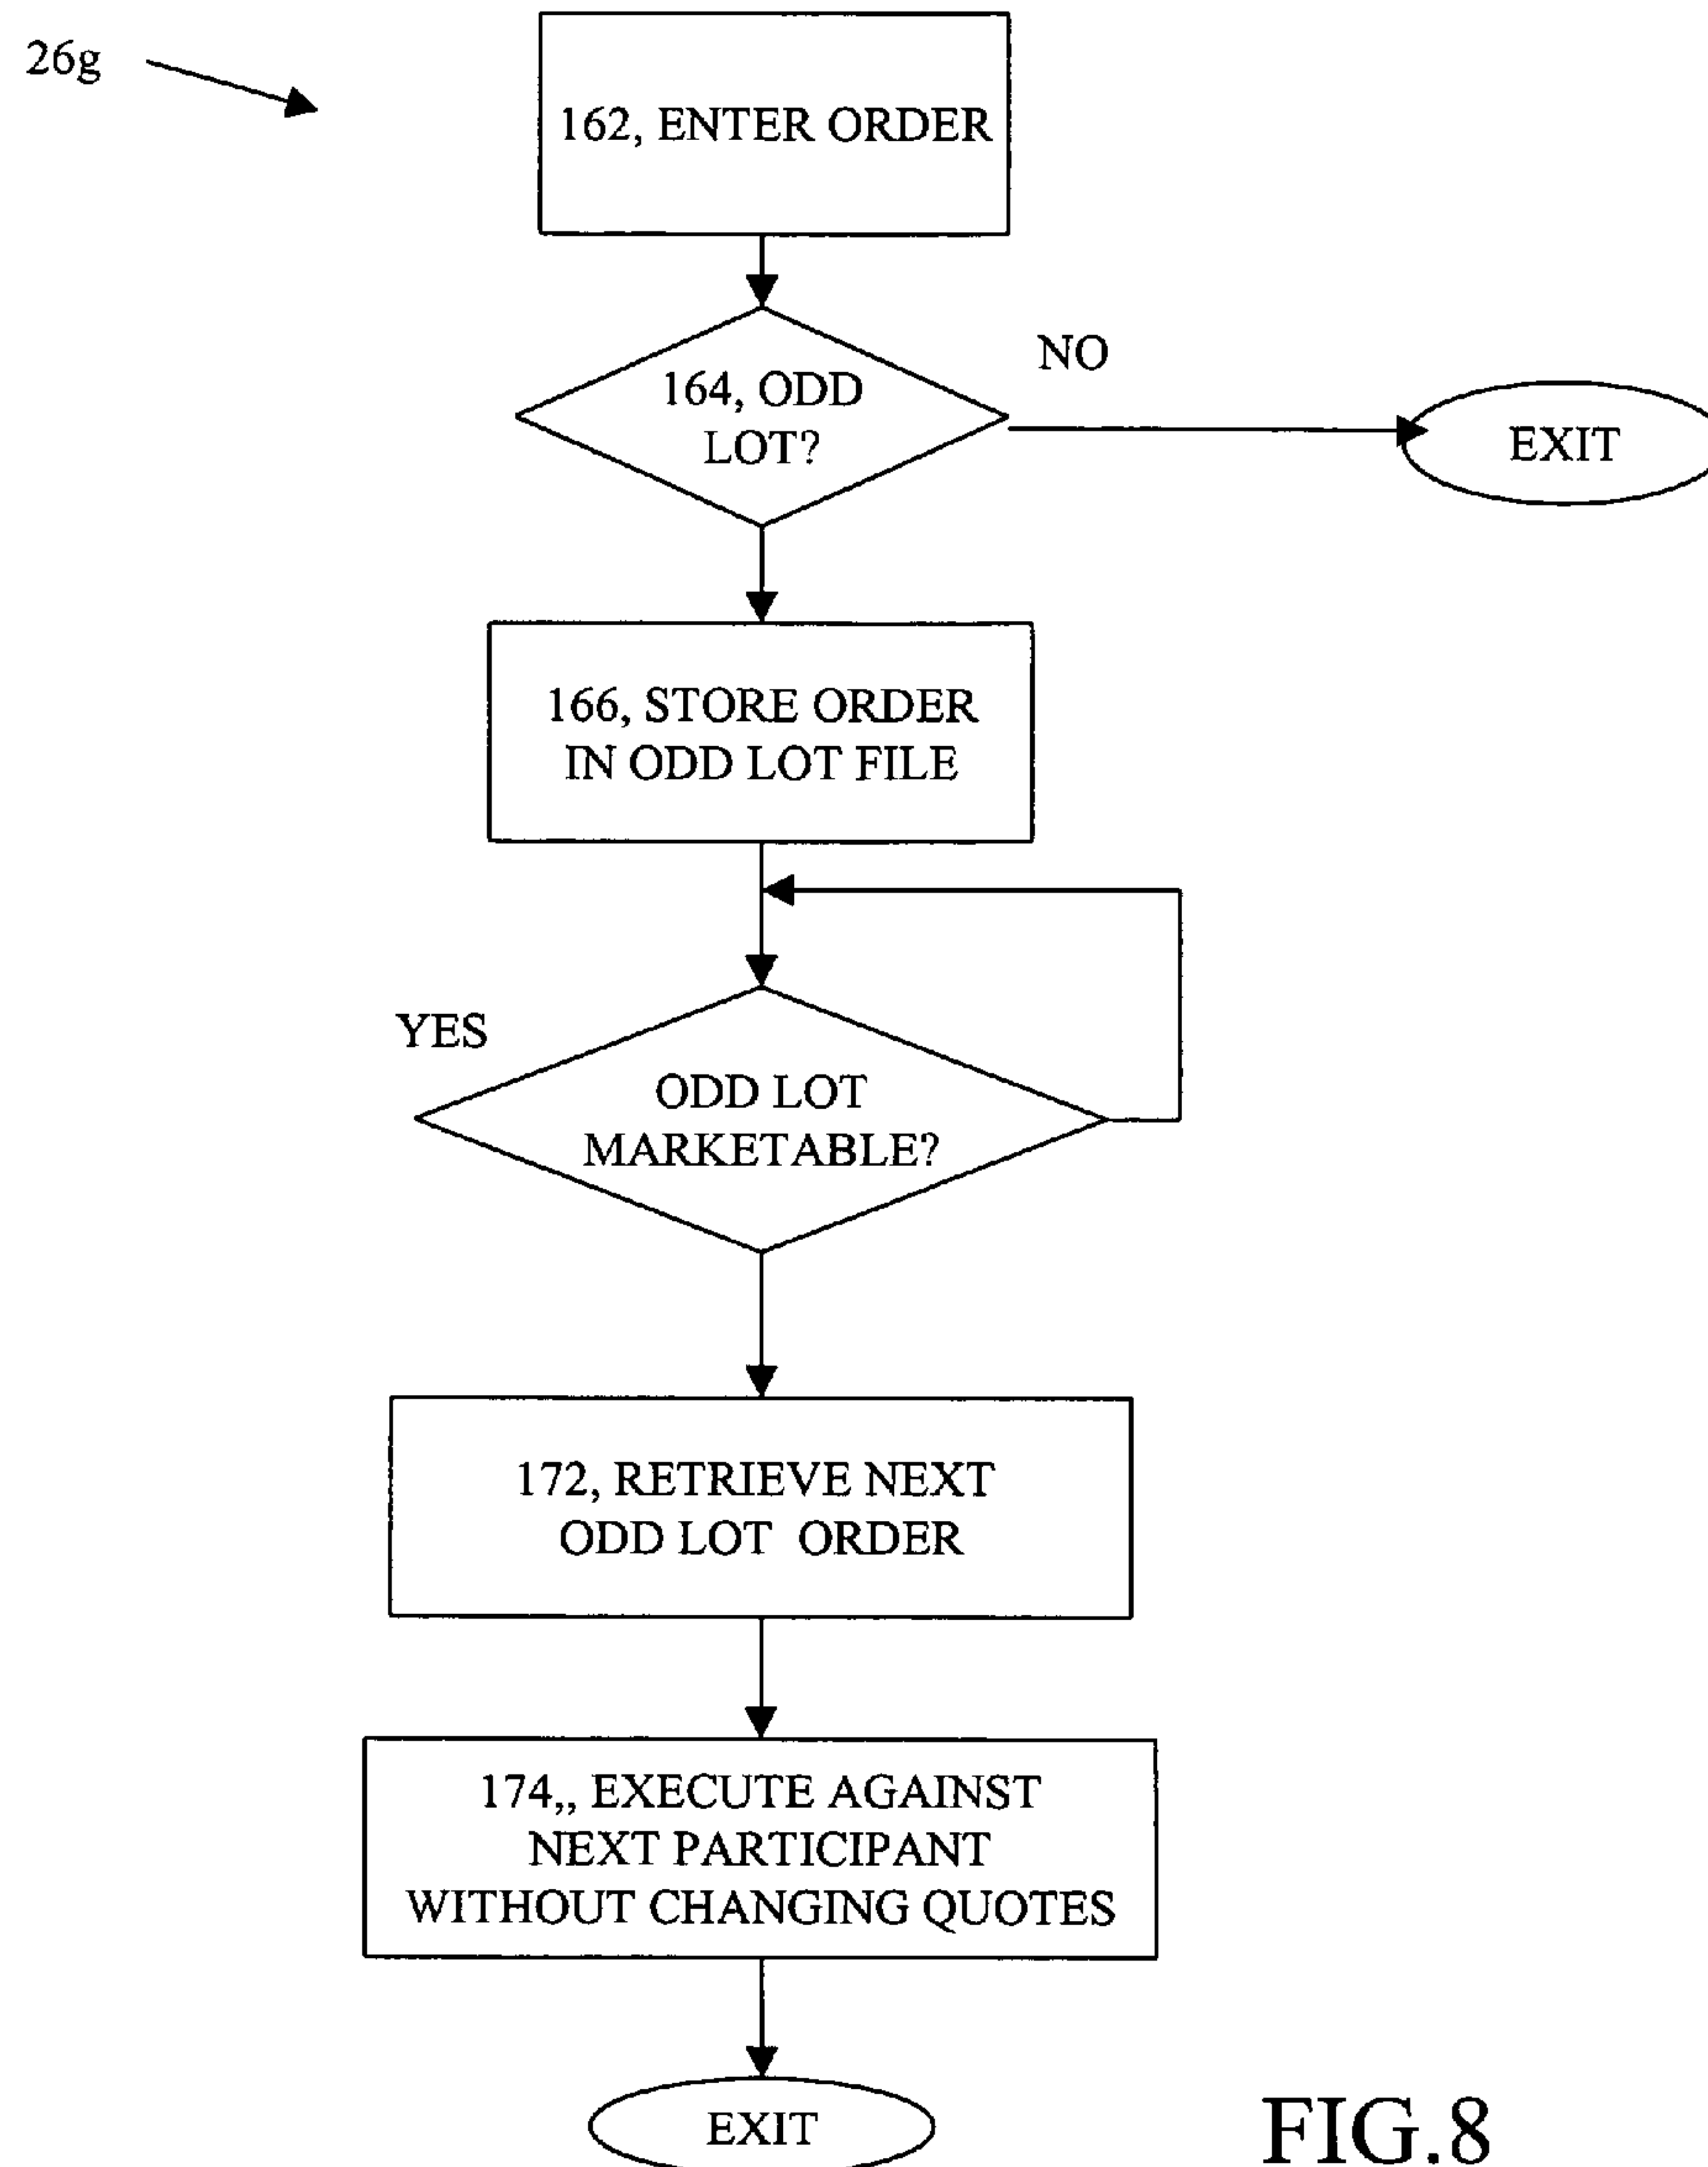 26g
162, ENTER ORDER
164, ODD
LOT?
NO
EXIT
166, STORE ORDER
IN ODD LOT FILE
YES
ODD LOT
MARKETABLE?
172, RETRIEVE NEXT
ODD LOT ORDER
174,, EXECUTE AGAINST
NEXT PARTICIPANT
WITHOUT CHANGING QUOTES
EXIT
FIG.8